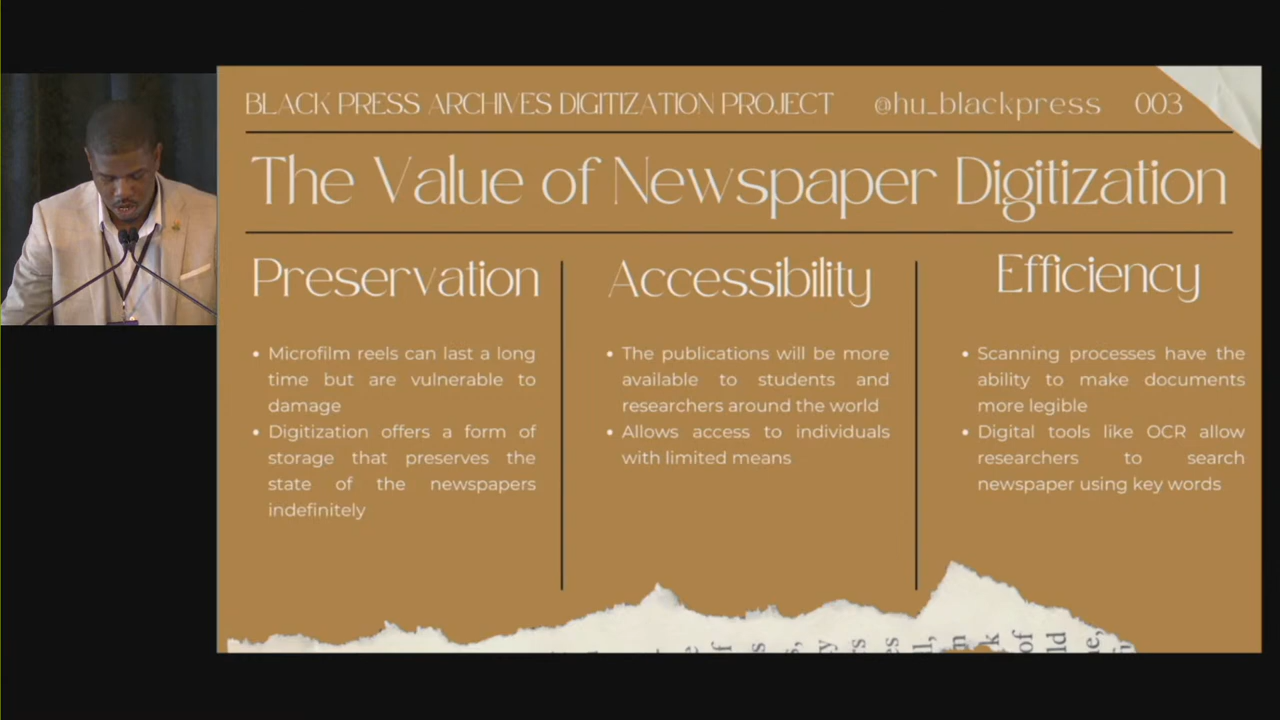 BLACK PRESS ARCHIVES DIGITIZATION PROJECT @hu_blackpress 003
The Value of Newspaper Digitization
Preservation
• Microfilm reels can last a long
time but are vulnerable to
damage
• Digitization offers a form of
storage that preserves the
state of the newspapers
indefinitely
Accessibility
• The publications will be more
available to students and
researchers around the world
• Allows access to individuals
with limited means
Efficiency
• Scanning processes have the
ability to make documents
more legible
• Digital tools like OCR allow
researchers to search
newspaper using key words